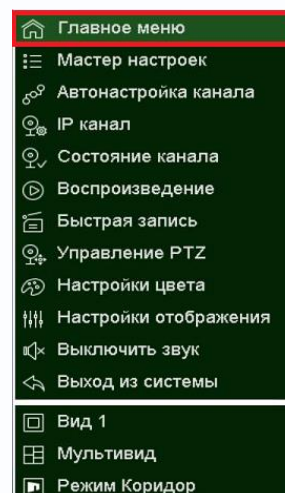 Главное меню
Мастер настроек
Автонастройка канала
IP канал
Состояние канала
Воспроизведение
Быстрая запись
Управление PTZ
Настройки цвета
Настройки отображения
Выключить звук
Выход из системы
Вид 1
Мультивид
Режим Коридор